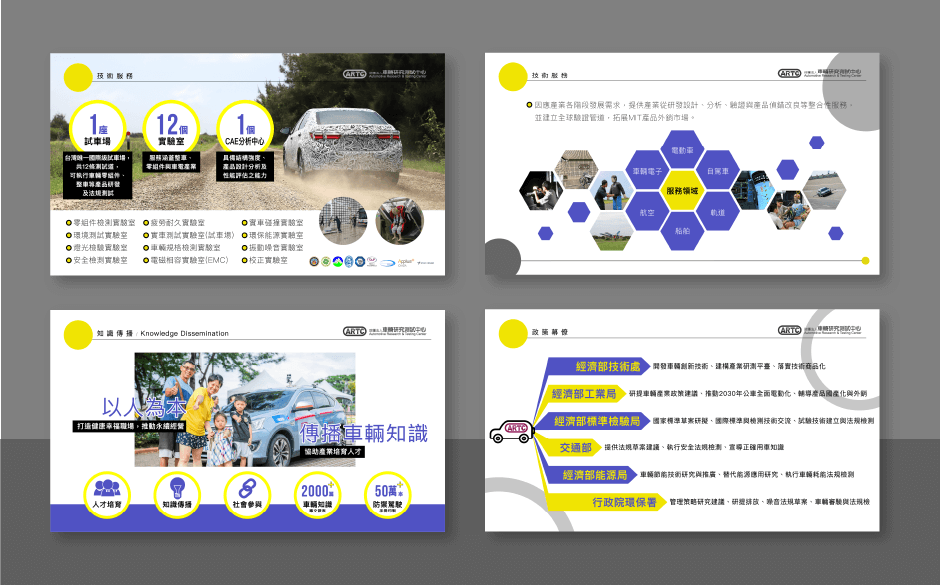 技術服務
ARTC 財團法人 車輛研究測試中心
Automotive Research & Testing Center
1座
試車場
台灣唯一國際級試車場，
共12條測試道，
可執行車輛零組件、
整車等產品研發
及法規測試
12個
實驗室
服務涵蓋整車、
零組件與車電產業
1個
CAE分析中心
具備結構強度、
產品設計分析及
性能評估之能力
零組件檢測實驗室
疲勞耐久實驗室
實車碰撞實驗室
環境測試實驗室
實車測試實驗室(試車場)
環保能源實驗室
燈光檢驗實驗室
車輛規格檢測實驗室
振動噪音實驗室
安全檢測實驗室
電磁相容實驗室(EMC)
校正實驗室
技術服務
ARTC 財團法人 車輛研究測試中心
Automotive Research & Testing Center
因應產業各階段發展需求，提供產業從研發設計、分析、驗證與產品偵錯改良等整合性服務，
並建立全球驗證管道，拓展MIT產品外銷市場。
電動車
車輛電子
自駕車
服務領域
航空
軌道
船舶
知識傳播 / Knowledge Dissemination
ARTC 財團法人 車輛研究測試中心
Automotive Research & Testing Center
以人為本
打造健康幸福職場，推動永續經營
傳播車輛知識
協助產業培育人才
人才培育
知識傳播
社會參與
2000篇
車輛知識
50萬本
防禦駕駛
政策幕僚
ARTC 財團法人 車輛研究測試中心
Automotive Research & Testing Center
經濟部技術處 開發車輛創新技術、建構產業研測平臺、落實技術商品化
經濟部工業局 研提車輛產業政策建議、推動2030年公車全面電動化、輔導產品國產化與外銷
經濟部標準檢驗局 國家標準草案研擬、國際標準與檢測技術交流、試驗技術建立與法規檢測
ARTC
交通部 提供法規草案建議、執行安全法規檢測、宣導正確用車知識
經濟部能源局 車輛節能技術研究與推廣、替代能源應用研究、執行車輛耗能法規檢測
行政院環保署 管理策略研究建議、研提排放、噪音法規草案、車輛審驗與法規檢